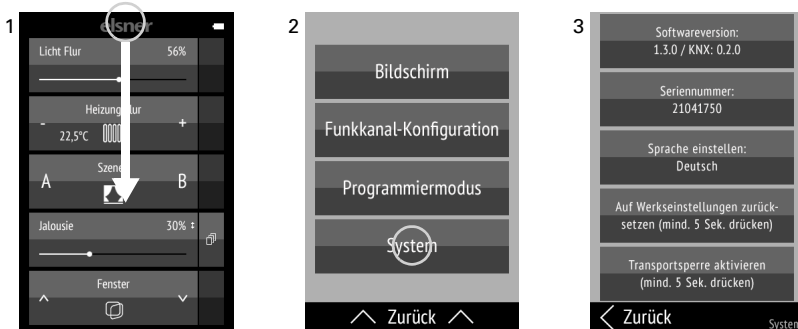 1
elsner
Licht Flur 56%
Heizung Flur
- 22,5°C +
Szene
A B
Jalousie 30%
Fenster
2
Bildschirm
Funkkanal-Konfiguration
Programmiermodus
System
Zurück
3
Softwareversion:
1.3.0 / KNX: 0.2.0
Seriennummer:
21041750
Sprache einstellen:
Deutsch
Auf Werkseinstellungen zurück-
setzen (mind. 5 Sek. drücken)
Transportsperre aktivieren
(mind. 5 Sek. drücken)
Zurück
System